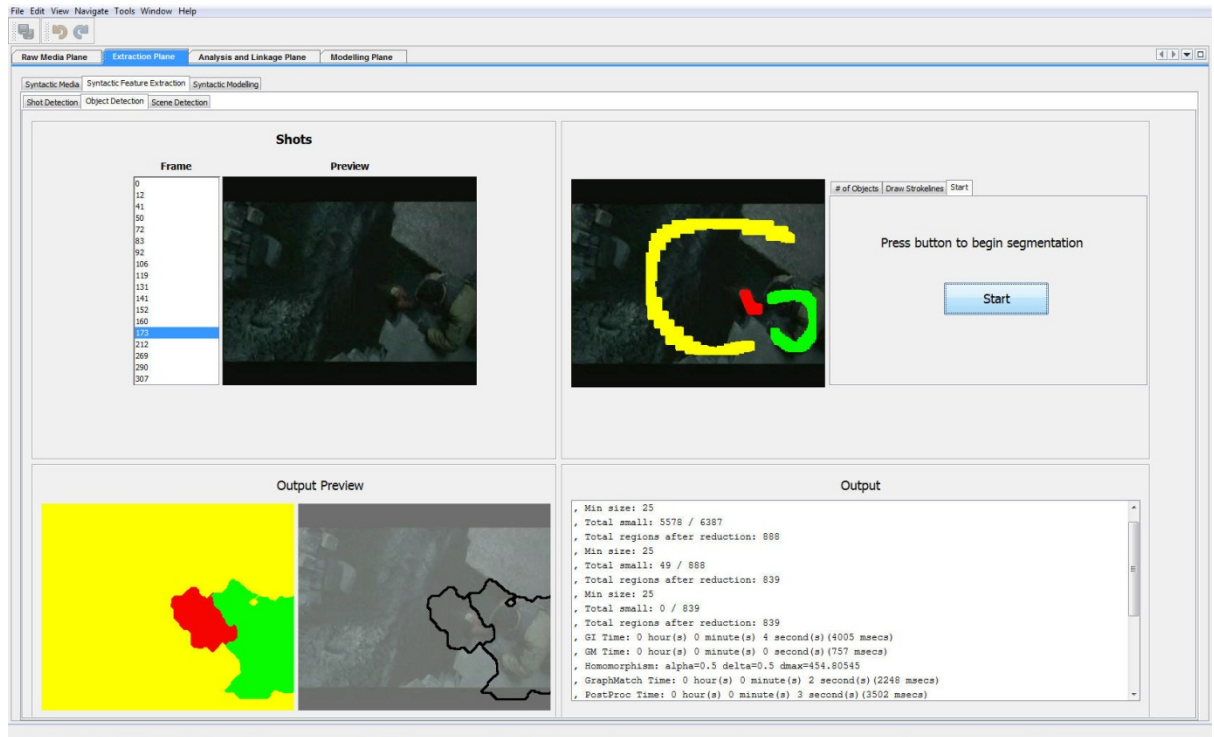 File Edit View Navigate Tools Window Help
Raw Media Plane Extraction Plane Analysis and Linkage Plane Modelling Plane
Syntactic Media Syntactic Feature Extraction Syntactic Modelling
Shot Detection Object Detection Scene Detection
Shots
Frame Preview
0
12
41
50
72
83
92
106
119
131
141
152
160
173
212
269
290
307
# of Objects Draw Strokelines Start
Press button to begin segmentation
Start
Output Preview
Output
, Min size: 25
, Total small: 5578 / 6387
, Total regions after reduction: 888
, Min size: 25
, Total small: 49 / 888
, Total regions after reduction: 839
, Min size: 25
, Total small: 0 / 839
, Total regions after reduction: 839
, GI Time: 0 hour(s) 0 minute(s) 4 second(s)(4005 msecs)
, GM Time: 0 hour(s) 0 minute(s) 0 second(s)(757 msecs)
, Homomorphism: alpha=0.5 delta=0.5 dmax=454.80545
, GraphMatch Time: 0 hour(s) 0 minute(s) 2 second(s)(2248 msecs)
, PostProc Time: 0 hour(s) 0 minute(s) 3 second(s)(3502 msecs)